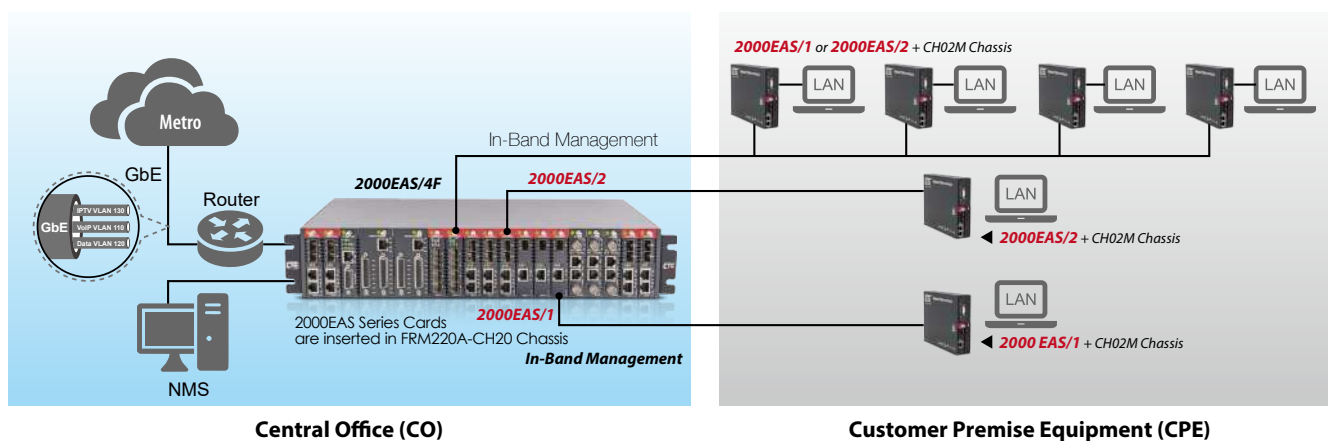 Metro
GbE
GbE
IPTV VLAN 130
VoIP VLAN 110
Data VLAN 120
Router
NMS
2000EAS/4F
2000EAS/2
2000EAS/1
2000EAS Series Cards
are inserted in FRM220A-CH20 Chassis
In-Band Management
In-Band Management
Central Office (CO)
2000EAS/1 or 2000EAS/2 + CH02M Chassis
LAN
LAN
LAN
LAN
LAN
2000EAS/2 + CH02M Chassis
LAN
2000 EAS/1 + CH02M Chassis
Customer Premise Equipment (CPE)